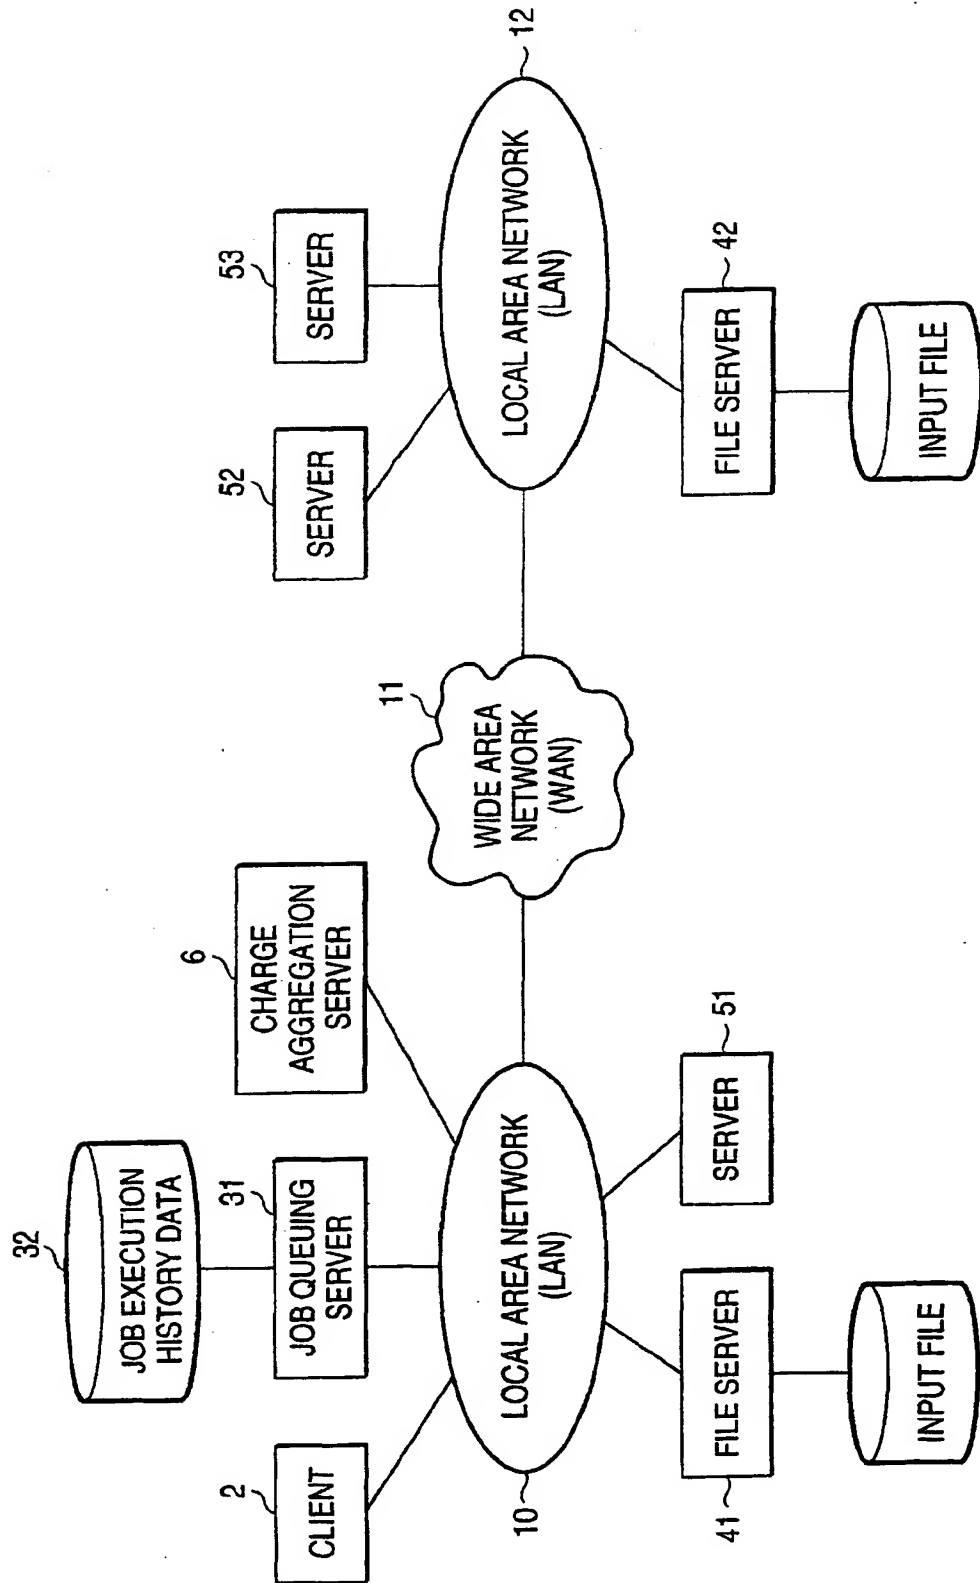 32
JOB EXECUTION
HISTORY DATA
2
CLIENT
31
JOB QUEUING
SERVER
6
CHARGE
AGGREGATION
SERVER
52
SERVER
53
SERVER
10
LOCAL AREA NETWORK
(LAN)
11
WIDE AREA
NETWORK
(WAN)
12
LOCAL AREA NETWORK
(LAN)
41
FILE SERVER
51
SERVER
42
FILE SERVER
INPUT FILE
INPUT FILE